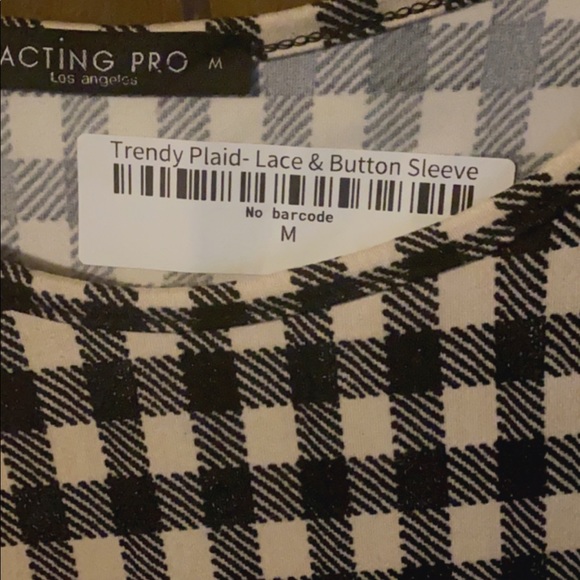 ACTING PRO M
Los angeles
Trendy Plaid- Lace & Button Sleeve
No barcode
M